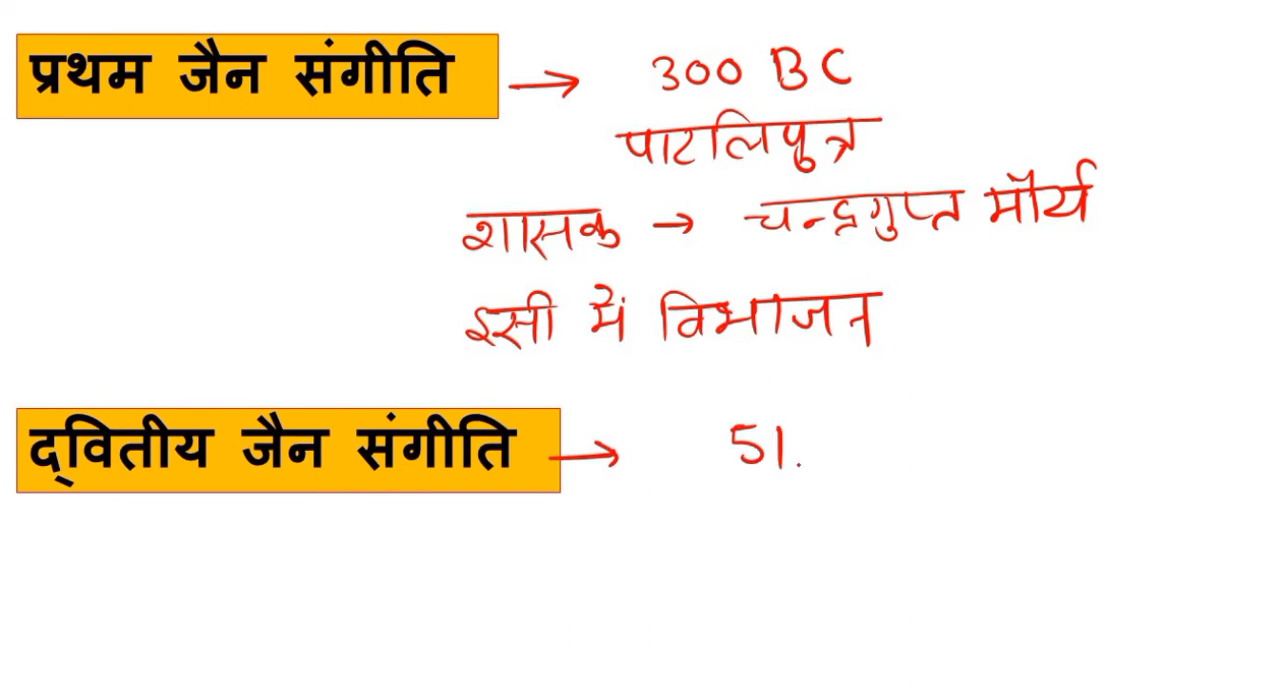 प्रथम जैन संगीति → 300 BC
पाटलिपुत्र
शासक → चन्द्रगुप्त मौर्य
इसी में विभाजन
द्वितीय जैन संगीति → 51.